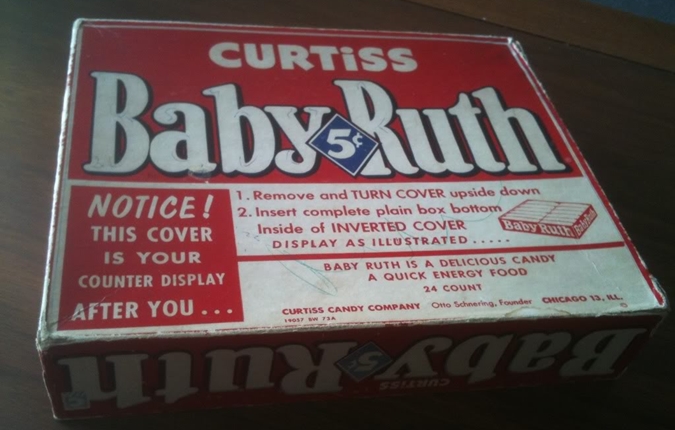 CURTiSS
Baby Ruth
5¢
NOTICE!
THIS COVER
IS YOUR
COUNTER DISPLAY
AFTER YOU ...
1. Remove and TURN COVER upside down
2. Insert complete plain box bottom
Inside of INVERTED COVER
DISPLAY AS ILLUSTRATED.....
Baby Ruth
Baby Ruth
BABY RUTH IS A DELICIOUS CANDY
A QUICK ENERGY FOOD
24 COUNT
CURTiSS CANDY COMPANY Otto Schnering, Founder CHICAGO 13, ILL.
Baby Ruth
5¢
CURTiSS